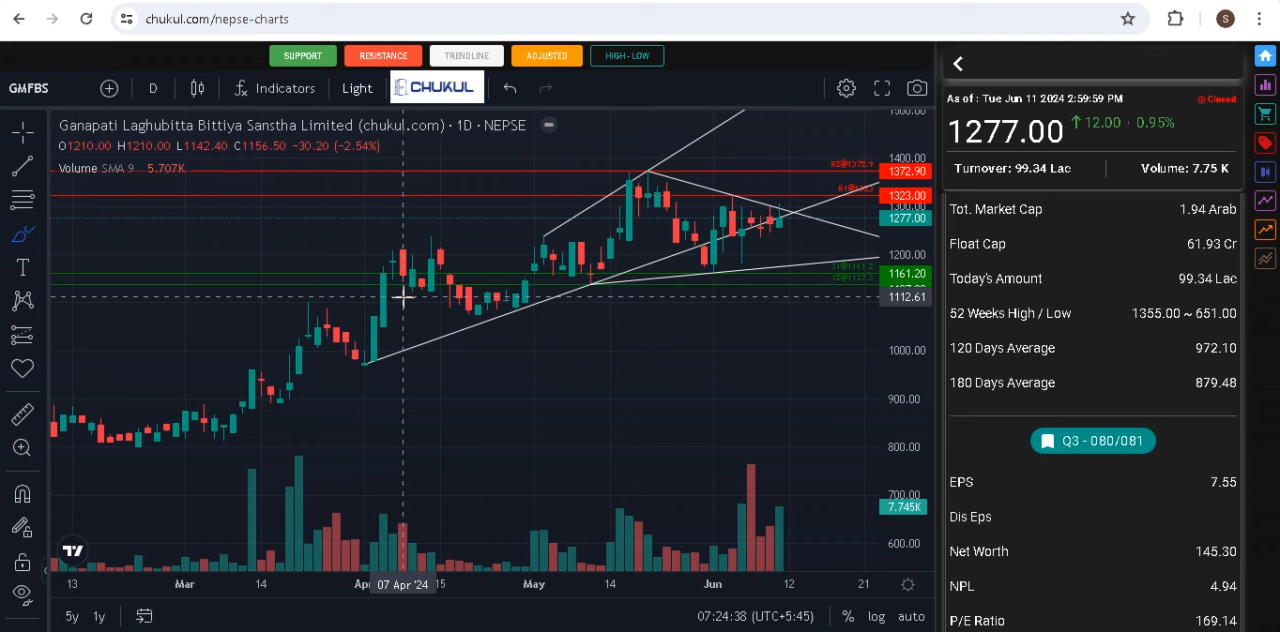 chukul.com/nepse-charts
S
SUPPORT RESISTANCE TRENDLINE ADJUSTED HIGH-LOW
GMFBS D Indicators Light CHUKUL
Ganapati Laghubitta Bittiya Sanstha Limited (chukul.com) · 1D · NEPSE
O1210.00 H1210.00 L1142.40 C1156.50 -30.20 (-2.54%)
Volume SMA 9 5.707K
R2@1372.9
S1@1161.2
1500.00
1400.00
1372.90
1323.00
1300.00
1277.00
1200.00
1161.20
1112.61
1000.00
900.00
800.00
700.00
7.745K
600.00
13 Mar 14 Ap 07 Apr '24 15 May 14 Jun 12 21
5y 1y 07:24:38 (UTC+5:45) % log auto
As of : Tue Jun 11 2024 2:59:59 PM Closed
1277.00 12.00 · 0.95%
Turnover: 99.34 Lac Volume: 7.75 K
Tot. Market Cap 1.94 Arab
Float Cap 61.93 Cr
Today's Amount 99.34 Lac
52 Weeks High / Low 1355.00 ~ 651.00
120 Days Average 972.10
180 Days Average 879.48
Q3 - 080/081
EPS 7.55
Dis Eps
Net Worth 145.30
NPL 4.94
P/E Ratio 169.14